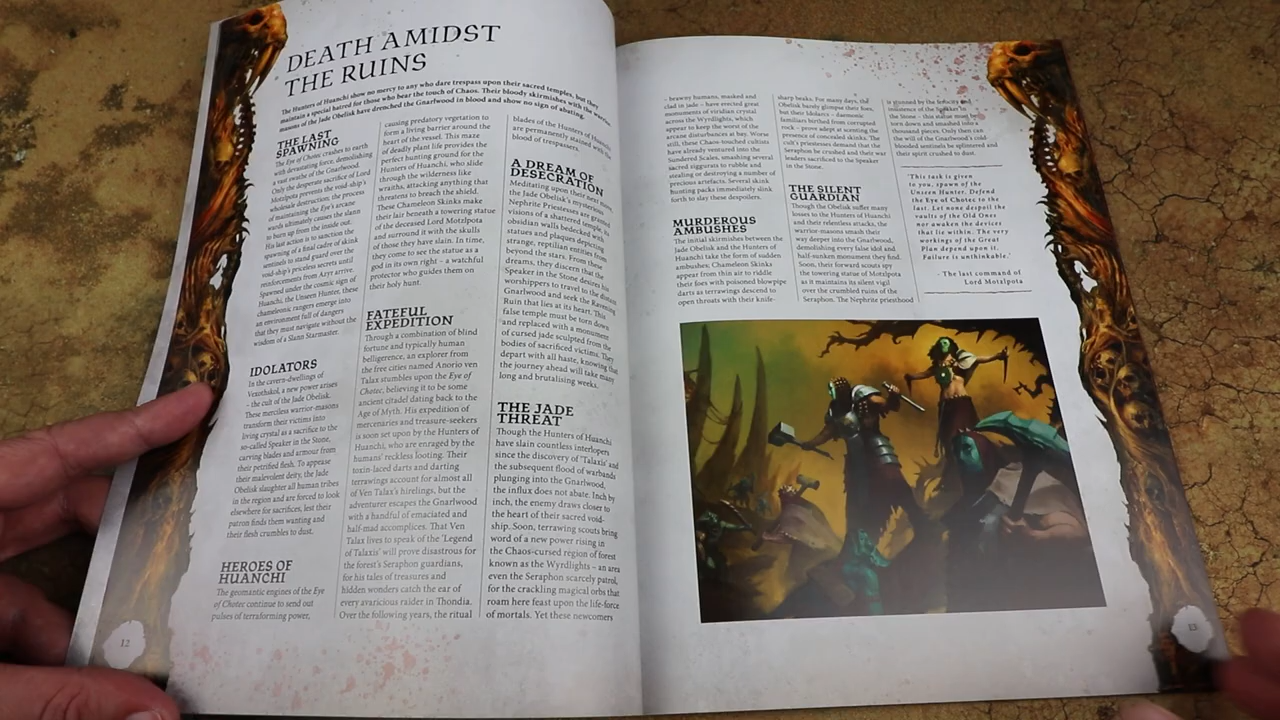 DEATH AMIDST
THE RUINS
The Hunters of Huanchi show no mercy to any who dare trespass upon their sacred temples, but they
maintain a special hatred for those who bear the touch of Chaos. Their bloody skirmishes with the warrior-
masons of the Jade Obelisk have drenched the Gnarlwood in blood and show no sign of abating.
THE LAST
SPAWNING
The Eye of Chotec crashes to earth
with devastating force, demolishing
a vast swathe of the Gnarlwood.
Only the desperate sacrifice of Lord
Motzlpota prevents the void-ship's
wholesale destruction; the process
of maintaining the Eye's arcane
wards ultimately causes the slann
to burn up from the inside out.
His last action is to sanction the
spawning of a final cadre of skink
sentinels to stand guard over the
void-ship's priceless secrets until
reinforcements from Azyr arrive.
Spawned under the cosmic sign of
Huanchi, the Unseen Hunter, these
chameleonic rangers emerge into
an environment full of dangers
that they must navigate without the
wisdom of a Slann Starmaster.
IDOLATORS
In the cavern-dwellings of
Vexothskol, a new power arises
– the cult of the Jade Obelisk.
These merciless warrior-masons
transform their victims into
living crystal as a sacrifice to the
so-called Speaker in the Stone,
carving blades and armour from
their petrified flesh. To appease
their malevolent deity, the Jade
Obelisk slaughter all human tribes
in the region and are forced to look
elsewhere for sacrifices, lest their
patron finds them wanting and
their flesh crumbles to dust.
HEROES OF
HUANCHI
The geomantic engines of the Eye
of Chotec continue to send out
pulses of terraforming power,
causing predatory vegetation to
form a living barrier around the
heart of the vessel. This maze
of deadly plant life provides the
perfect hunting ground for the
Hunters of Huanchi, who slide
through the wilderness like
wraiths, attacking anything that
threatens to breach the shield.
These Chameleon Skinks make
their lair beneath a towering statue
of the deceased Lord Motzlpota
and surround it with the skulls
of those they have slain. In time,
they come to see the statue as a
god in its own right – a watchful
protector who guides them on
their holy hunt.
FATEFUL
EXPEDITION
Through a combination of blind
fortune and typically human
belligerence, an explorer from
the free cities named Anorio ven
Talax stumbles upon the Eye of
Chotec, believing it to be some
ancient citadel dating back to the
Age of Myth. His expedition of
mercenaries and treasure-seekers
is soon set upon by the Hunters of
Huanchi, who are enraged by the
humans' reckless looting. Their
toxin-laced darts and darting
terrawings account for almost all
of Ven Talax's hirelings, but the
adventurer escapes the Gnarlwood
with a handful of emaciated and
half-mad accomplices. That Ven
Talax lives to speak of the 'Legend
of Talaxis' will prove disastrous for
the forest's Seraphon guardians,
for his tales of treasures and
hidden wonders catch the ear of
every avaricious raider in Thondia.
Over the following years, the ritual
blades of the Hunters of Huanchi
are permanently stained with the
blood of trespassers.
A DREAM OF
DESECRATION
Meditating upon their next move
the Jade Obelisk's mysterious
Nephrite Priestesses are granted
visions of a shattered temple, its
obsidian walls bedecked with
statues and plaques depicting
strange, reptilian entities from
beyond the stars. From these
dreams, they discern that the
Speaker in the Stone desires his
worshippers to travel to the distant
Gnarlwood and seek the Ravening
Ruin that lies at its heart. This
false temple must be torn down
and replaced with a monument
of cursed jade sculpted from the
bodies of sacrificed victims. They
depart with all haste, knowing that
the journey ahead will take many
long and brutalising weeks.
THE JADE
THREAT
Though the Hunters of Huanchi
have slain countless interlopers
since the discovery of 'Talaxis' and
the subsequent flood of warbands
plunging into the Gnarlwood,
the influx does not abate. Inch by
inch, the enemy draws closer to
the heart of their sacred void-
ship. Soon, terrawing scouts bring
word of a new power rising in
the Chaos-cursed region of forest
known as the Wyrdlights – an area
even the Seraphon scarcely patrol,
for the crackling magical orbs that
roam here feast upon the life-force
of mortals. Yet these newcomers
12
– brawny humans, masked and
clad in jade – have erected great
monuments of viridian crystal
across the Wyrdlights, which
appear to keep the worst of the
arcane disturbances at bay. Worse
still, these Chaos-touched cultists
have already ventured into the
Sundered Scales, smashing several
sacred ziggurats to rubble and
stealing or destroying a number of
precious artefacts. Several skink
hunting packs immediately slink
forth to slay these despoilers.
MURDEROUS
AMBUSHES
The initial skirmishes between the
Jade Obelisk and the Hunters of
Huanchi take the form of sudden
ambushes; Chameleon Skinks
appear from thin air to riddle
their foes with poisoned blowpipe
darts as terrawings descend to
open throats with their knife-
sharp beaks. For many days, the
Obelisk barely glimpse their foes,
but their Idolarcs – daemonic
familiars birthed from corrupted
rock – prove adept at scenting the
presence of concealed skinks. The
cult's priestesses demand that the
Seraphon be crushed and their war
leaders sacrificed to the Speaker
in the Stone.
THE SILENT
GUARDIAN
Though the Obelisk suffer many
losses to the Hunters of Huanchi
and their relentless attacks, the
warrior-masons smash their
way deeper into the Gnarlwood,
demolishing every false idol and
half-sunken monument they find.
Soon, their forward scouts spy
the towering statue of Motzlpota
as it maintains its silent vigil
over the crumbled ruins of the
Seraphon. The Nephrite priesthood
is stunned by the ferocity and
insistence of the Speaker in
the Stone – this statue must be
torn down and smashed into a
thousand pieces. Only then can
the will of the Gnarlwood's cold-
blooded sentinels be splintered and
their spirit crushed to dust.
'This task is given
to you, spawn of the
Unseen Hunter. Defend
the Eye of Chotec to the
last. Let none despoil the
vaults of the Old Ones
nor awaken the devices
that lie within. The very
workings of the Great
Plan depend upon it.
Failure is unthinkable.'
- The last command of
Lord Motzlpota
13